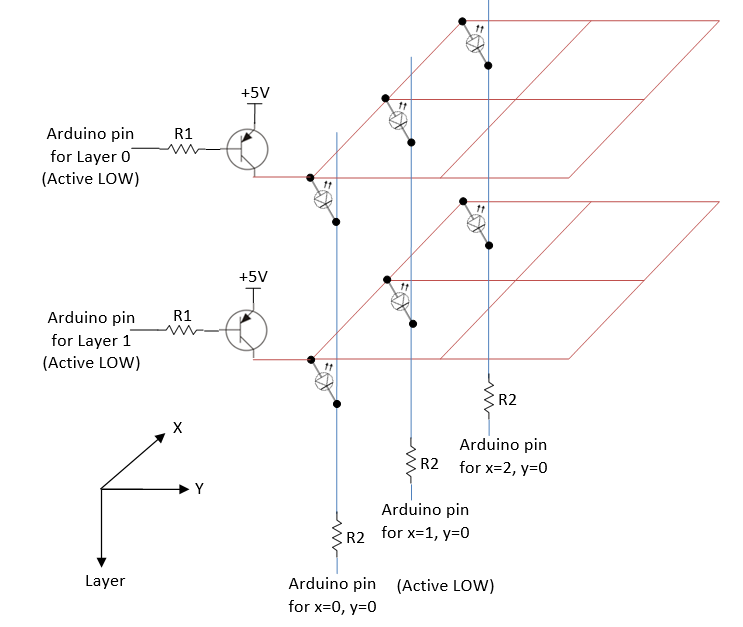 +5V
Arduino pin
for Layer 0
(Active LOW)
R1
+5V
Arduino pin
for Layer 1
(Active LOW)
R1
R2
Arduino pin
for x=2, y=0
R2
Arduino pin
for x=1, y=0
R2
Arduino pin
for x=0, y=0
(Active LOW)
X
Y
Layer